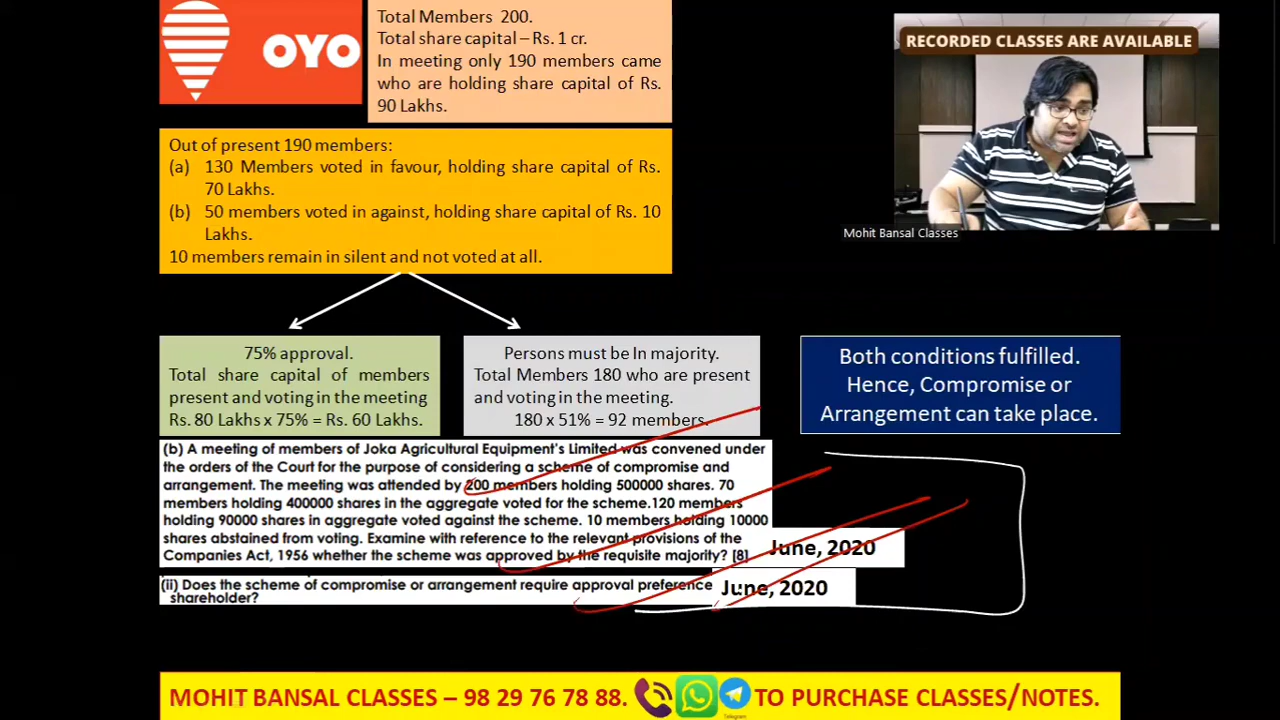 OYO
Total Members 200.
Total share capital – Rs. 1 cr.
In meeting only 190 members came
who are holding share capital of Rs.
90 Lakhs.
RECORDED CLASSES ARE AVAILABLE
Mohit Bansal Classes
Out of present 190 members:
(a) 130 Members voted in favour, holding share capital of Rs.
70 Lakhs.
(b) 50 members voted in against, holding share capital of Rs. 10
Lakhs.
10 members remain in silent and not voted at all.
75% approval.
Total share capital of members
present and voting in the meeting
Rs. 80 Lakhs x 75% = Rs. 60 Lakhs.
Persons must be In majority.
Total Members 180 who are present
and voting in the meeting.
180 x 51% = 92 members.
Both conditions fulfilled.
Hence, Compromise or
Arrangement can take place.
(b) A meeting of members of Joka Agricultural Equipment's Limited was convened under
the orders of the Court for the purpose of considering a scheme of compromise and
arrangement. The meeting was attended by 200 members holding 500000 shares. 70
members holding 400000 shares in the aggregate voted for the scheme.120 members
holding 90000 shares in aggregate voted against the scheme. 10 members holding 10000
shares abstained from voting. Examine with reference to the relevant provisions of the
Companies Act, 1956 whether the scheme was approved by the requisite majority? [8]
June, 2020
(ii) Does the scheme of compromise or arrangement require approval preference
shareholder?
June, 2020
MOHIT BANSAL CLASSES – 98 29 76 78 88.
Telegram
TO PURCHASE CLASSES/NOTES.